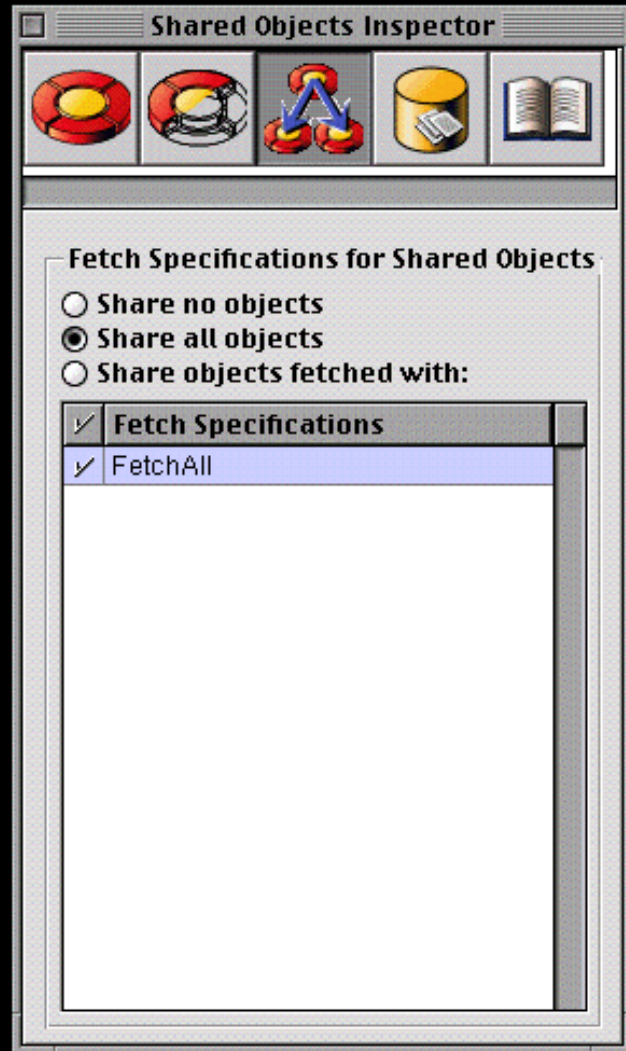 Shared Objects Inspector
Fetch Specifications for Shared Objects
Share no objects
Share all objects
Share objects fetched with:
Fetch Specifications
FetchAll